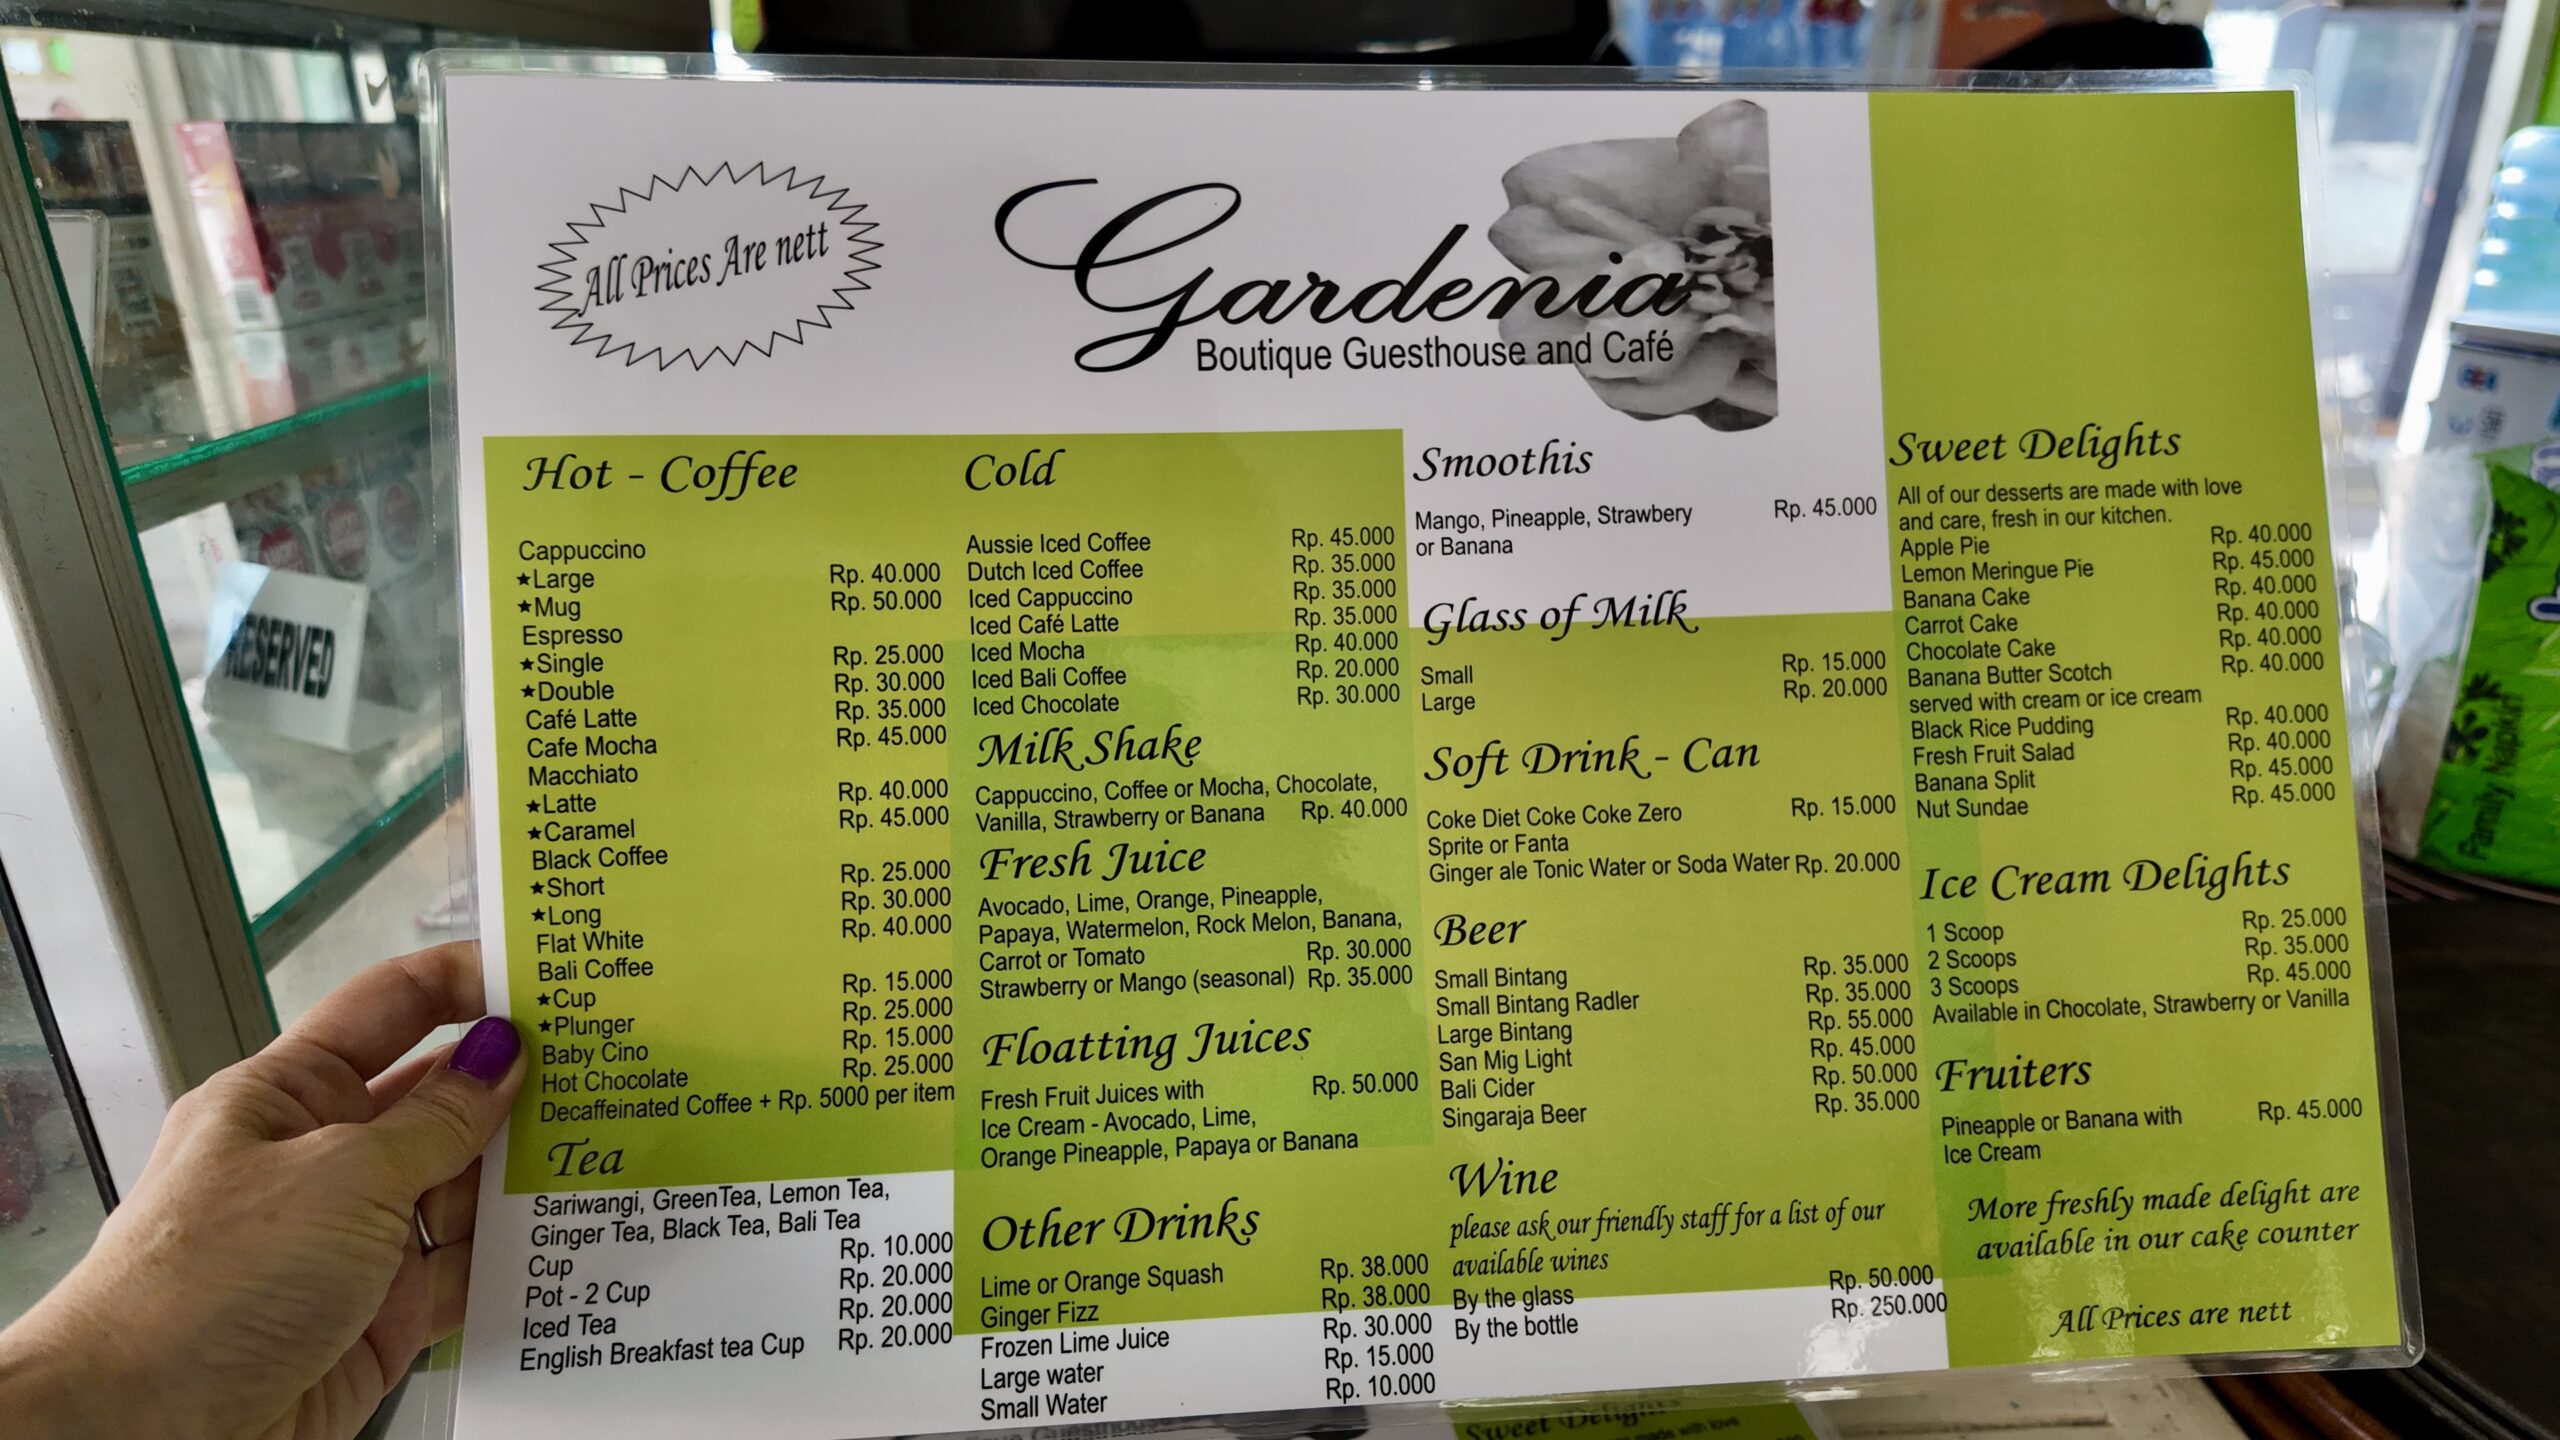 All Prices Are nett
Gardenia
Boutique Guesthouse and Café
Hot - Coffee
Cappuccino
★Large Rp. 40.000
★Mug Rp. 50.000
Espresso
★Single Rp. 25.000
★Double Rp. 30.000
Café Latte Rp. 35.000
Cafe Mocha Rp. 45.000
Macchiato
★Latte Rp. 40.000
★Caramel Rp. 45.000
Black Coffee
★Short Rp. 25.000
★Long Rp. 30.000
Flat White Rp. 40.000
Bali Coffee
★Cup Rp. 15.000
★Plunger Rp. 25.000
Baby Cino Rp. 15.000
Hot Chocolate Rp. 25.000
Decaffeinated Coffee + Rp. 5000 per item
Tea
Sariwangi, GreenTea, Lemon Tea,
Ginger Tea, Black Tea, Bali Tea
Cup Rp. 10.000
Pot - 2 Cup Rp. 20.000
Iced Tea Rp. 20.000
English Breakfast tea Cup Rp. 20.000
Cold
Aussie Iced Coffee Rp. 45.000
Dutch Iced Coffee Rp. 35.000
Iced Cappuccino Rp. 35.000
Iced Café Latte Rp. 35.000
Iced Mocha Rp. 40.000
Iced Bali Coffee Rp. 20.000
Iced Chocolate Rp. 30.000
Milk Shake
Cappuccino, Coffee or Mocha, Chocolate,
Vanilla, Strawberry or Banana Rp. 40.000
Fresh Juice
Avocado, Lime, Orange, Pineapple,
Papaya, Watermelon, Rock Melon, Banana,
Carrot or Tomato Rp. 30.000
Strawberry or Mango (seasonal) Rp. 35.000
Floatting Juices
Fresh Fruit Juices with Rp. 50.000
Ice Cream - Avocado, Lime,
Orange Pineapple, Papaya or Banana
Other Drinks
Lime or Orange Squash Rp. 38.000
Ginger Fizz Rp. 38.000
Frozen Lime Juice Rp. 30.000
Large water Rp. 15.000
Small Water Rp. 10.000
Smoothis
Mango, Pineapple, Strawbery Rp. 45.000
or Banana
Glass of Milk
Small Rp. 15.000
Large Rp. 20.000
Soft Drink - Can
Coke Diet Coke Coke Zero Rp. 15.000
Sprite or Fanta
Ginger ale Tonic Water or Soda Water Rp. 20.000
Beer
Small Bintang Rp. 35.000
Small Bintang Radler Rp. 35.000
Large Bintang Rp. 55.000
San Mig Light Rp. 45.000
Bali Cider Rp. 50.000
Singaraja Beer Rp. 35.000
Wine
please ask our friendly staff for a list of our
available wines
By the glass Rp. 50.000
By the bottle Rp. 250.000
Sweet Delights
All of our desserts are made with love
and care, fresh in our kitchen.
Apple Pie Rp. 40.000
Lemon Meringue Pie Rp. 45.000
Banana Cake Rp. 40.000
Carrot Cake Rp. 40.000
Chocolate Cake Rp. 40.000
Banana Butter Scotch Rp. 40.000
served with cream or ice cream
Black Rice Pudding Rp. 40.000
Fresh Fruit Salad Rp. 40.000
Banana Split Rp. 45.000
Nut Sundae Rp. 45.000
Ice Cream Delights
1 Scoop Rp. 25.000
2 Scoops Rp. 35.000
3 Scoops Rp. 45.000
Available in Chocolate, Strawberry or Vanilla
Fruiters
Pineapple or Banana with Rp. 45.000
Ice Cream
More freshly made delight are
available in our cake counter
All Prices are nett
RESERVED
Family Napkin
Sweet Delights
made with love